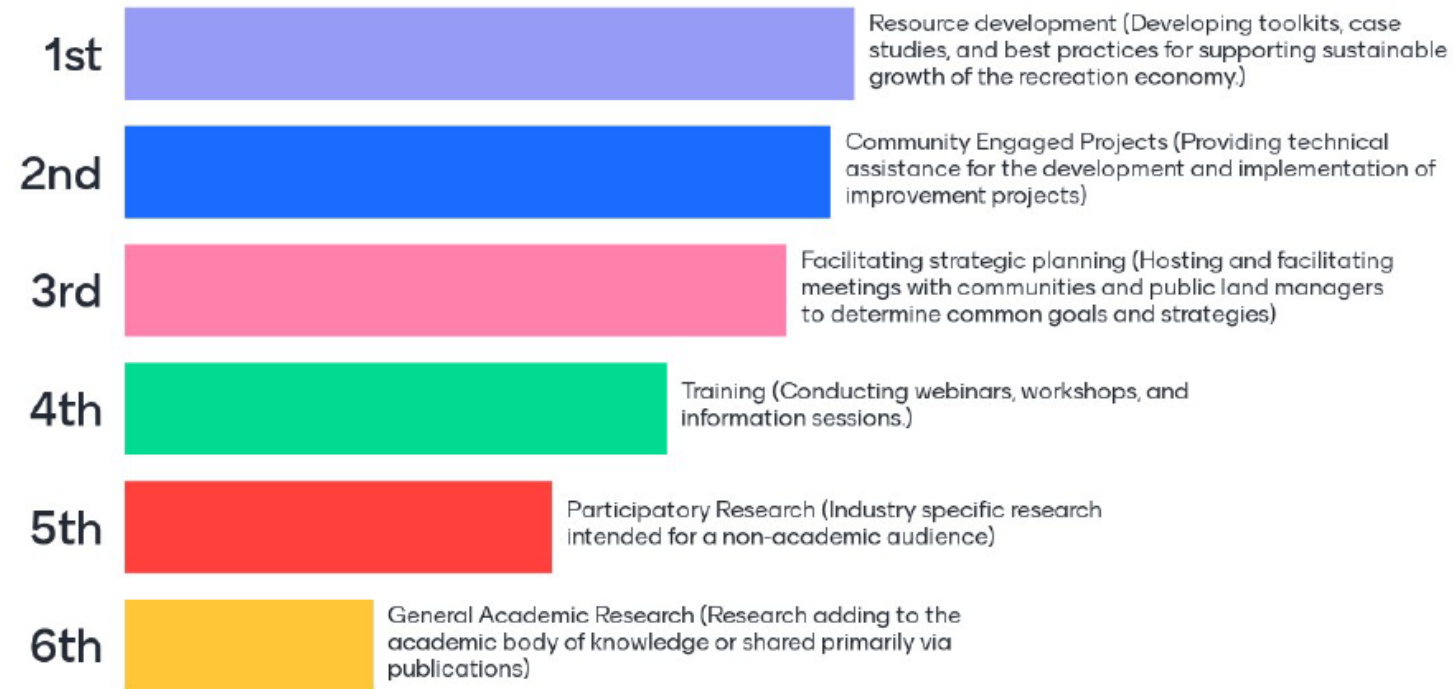 1st
Resource development (Developing toolkits, case
studies, and best practices for supporting sustainable
growth of the recreation economy.)
2nd
Community Engaged Projects (Providing technical
assistance for the development and implementation of
improvement projects)
3rd
Facilitating strategic planning (Hosting and facilitating
meetings with communities and public land managers
to determine common goals and strategies)
4th
Training (Conducting webinars, workshops, and
information sessions.)
5th
Participatory Research (Industry specific research
intended for a non-academic audience)
6th
General Academic Research (Research adding to the
academic body of knowledge or shared primarily via
publications)